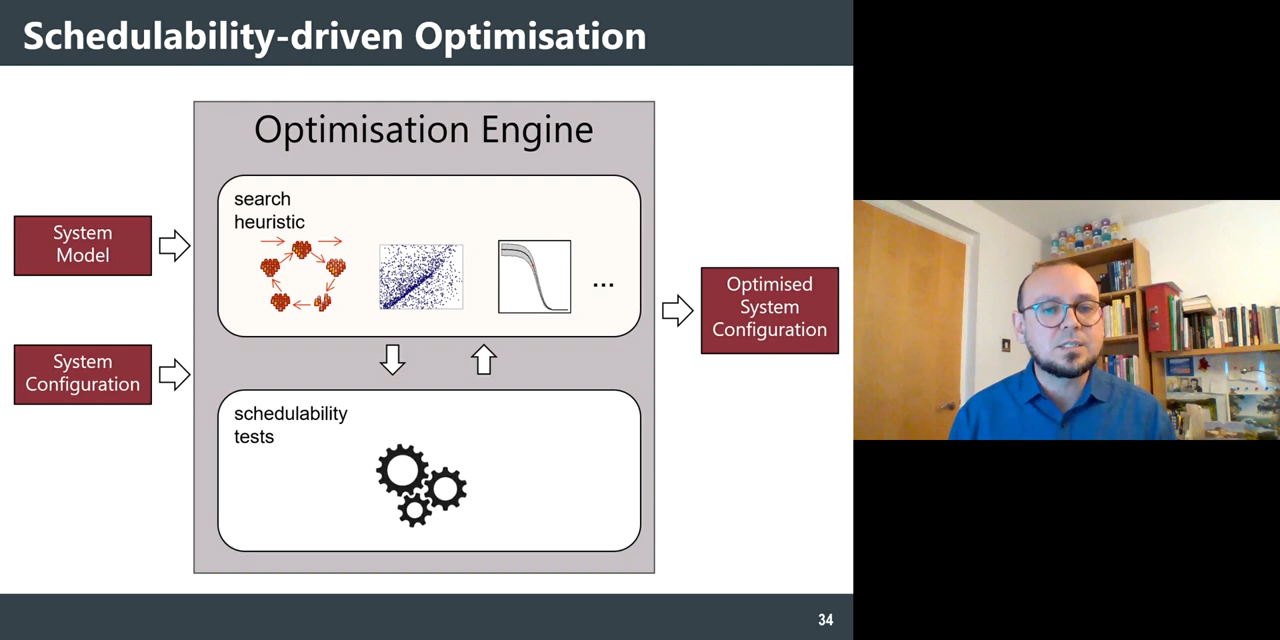 Schedulability-driven Optimisation
Optimisation Engine
search
heuristic
...
System
Model
System
Configuration
schedulability
tests
Optimised
System
Configuration
34